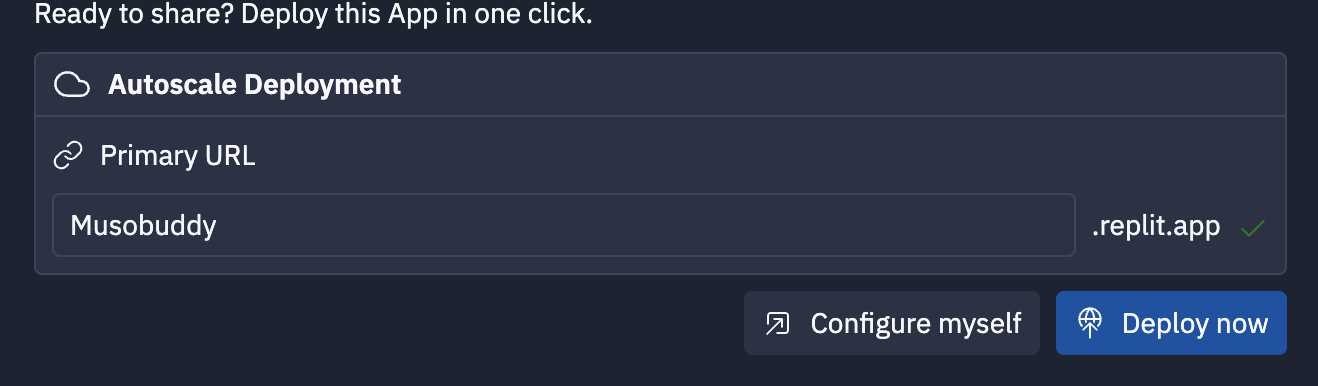 Ready to share? Deploy this App in one click.
Autoscale Deployment
Primary URL
Musobuddy .replit.app
Configure myself Deploy now